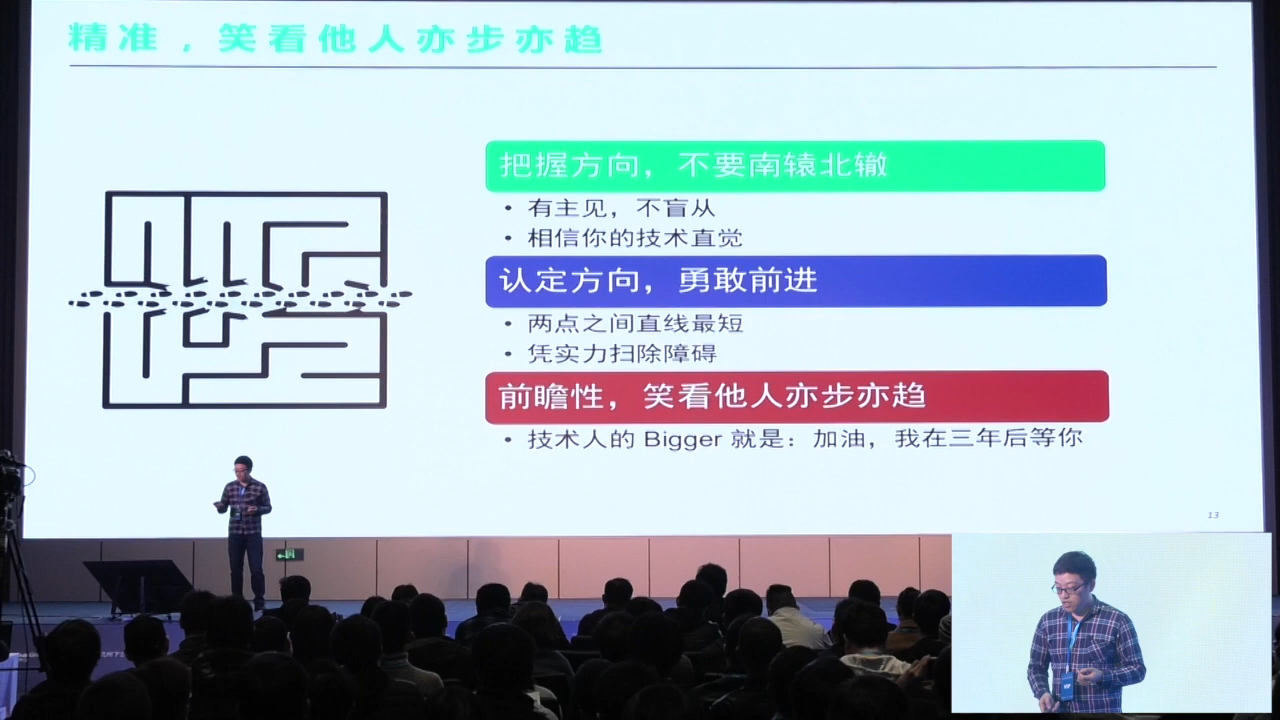 精准，笑看他人亦步亦趋
把握方向，不要南辕北辙
• 有主见，不盲从
• 相信你的技术直觉
认定方向，勇敢前进
• 两点之间直线最短
• 凭实力扫除障碍
前瞻性，笑看他人亦步亦趋
• 技术人的 Bigger 就是：加油，我在三年后等你
13
VIP